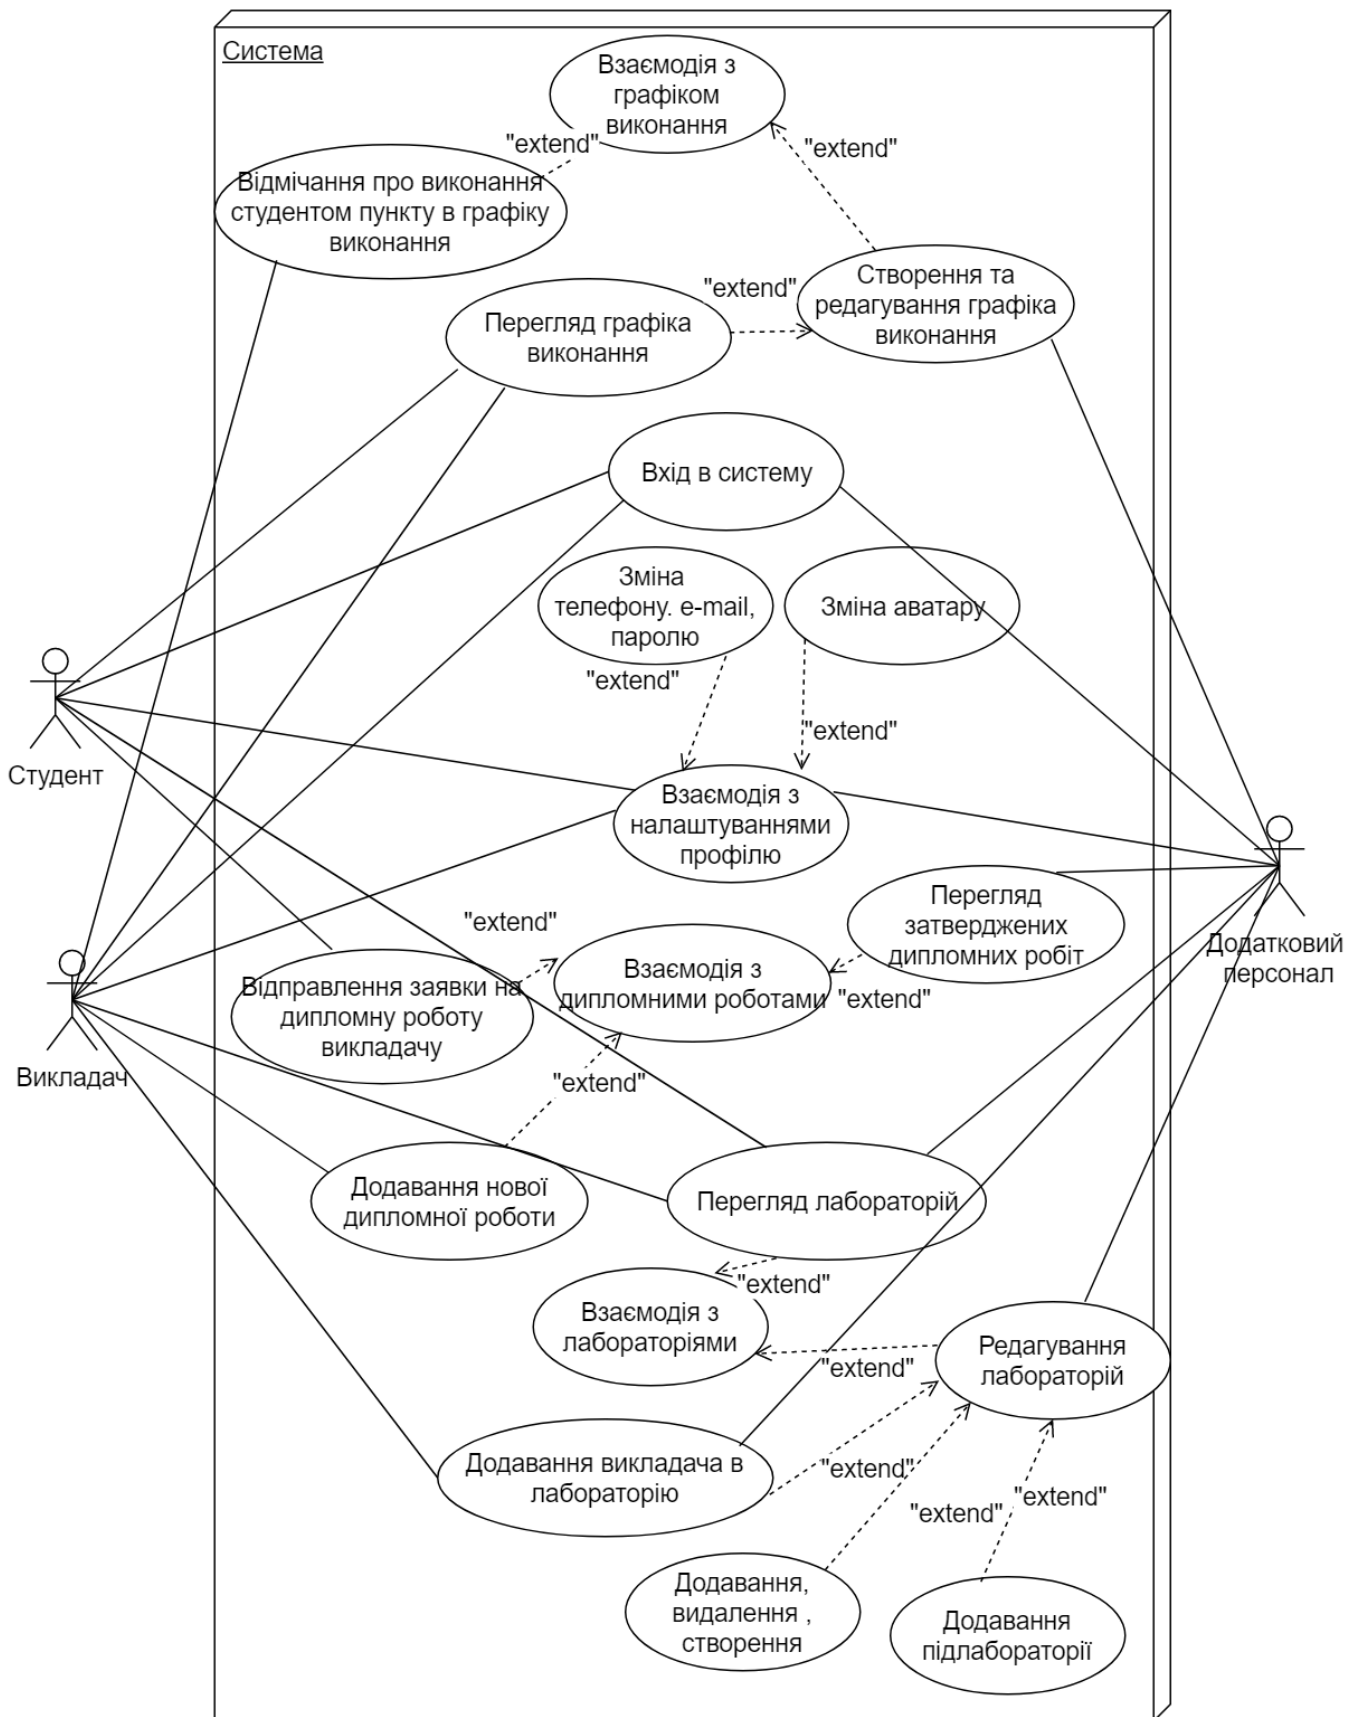 Система
Взаємодія з
графіком
виконання
"extend"
"extend"
Відмічання про виконання
студентом пункту в графіку
виконання
"extend"
Створення та
редагування графіка
виконання
Перегляд графіка
виконання
Вхід в систему
Зміна
телефону. e-mail,
паролю
Зміна аватару
"extend"
"extend"
Студент
Взаємодія з
налаштуваннями
профілю
Перегляд
затверджених
дипломних робіт
Додатковий
персонал
"extend"
Взаємодія з
дипломними роботами
"extend"
Відправлення заявки на
дипломну роботу
викладачу
Викладач
"extend"
Додавання нової
дипломної роботи
Перегляд лабораторій
"extend"
Взаємодія з
лабораторіями
"extend"
Редагування
лабораторій
Додавання викладача в
лабораторію
"extend"
"extend"
"extend"
Додавання,
видалення ,
створення
Додавання
підлабораторії